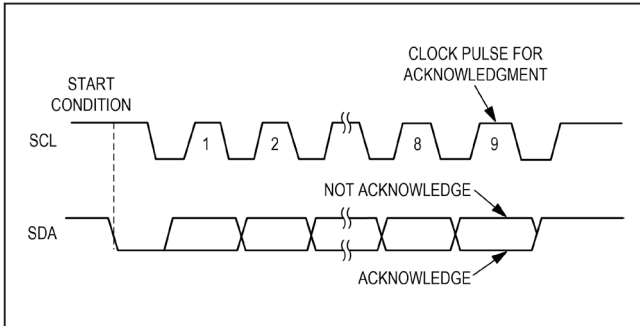 CLOCK PULSE FOR
ACKNOWLEDGMENT
START
CONDITION
SCL
1
2
8
9
NOT ACKNOWLEDGE
SDA
ACKNOWLEDGE